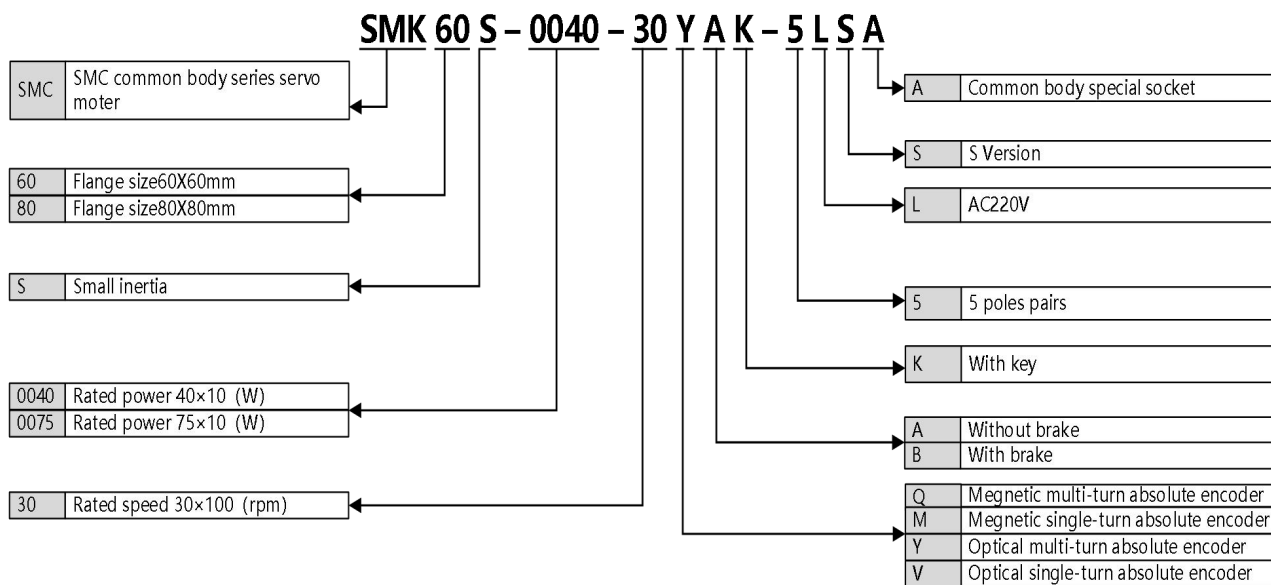 SMK 60 S - 0040 - 30 Y A K - 5 L S A
SMC SMC common body series servo
moter
60 Flange size60X60mm
80 Flange size80X80mm
S Small inertia
0040 Rated power 40×10 (W)
0075 Rated power 75×10 (W)
30 Rated speed 30×100 (rpm)
A Common body special socket
S S Version
L AC220V
5 5 poles pairs
K With key
A Without brake
B With brake
Q Megnetic multi-turn absolute encoder
M Megnetic single-turn absolute encoder
Y Optical multi-turn absolute encoder
V Optical single-turn absolute encoder